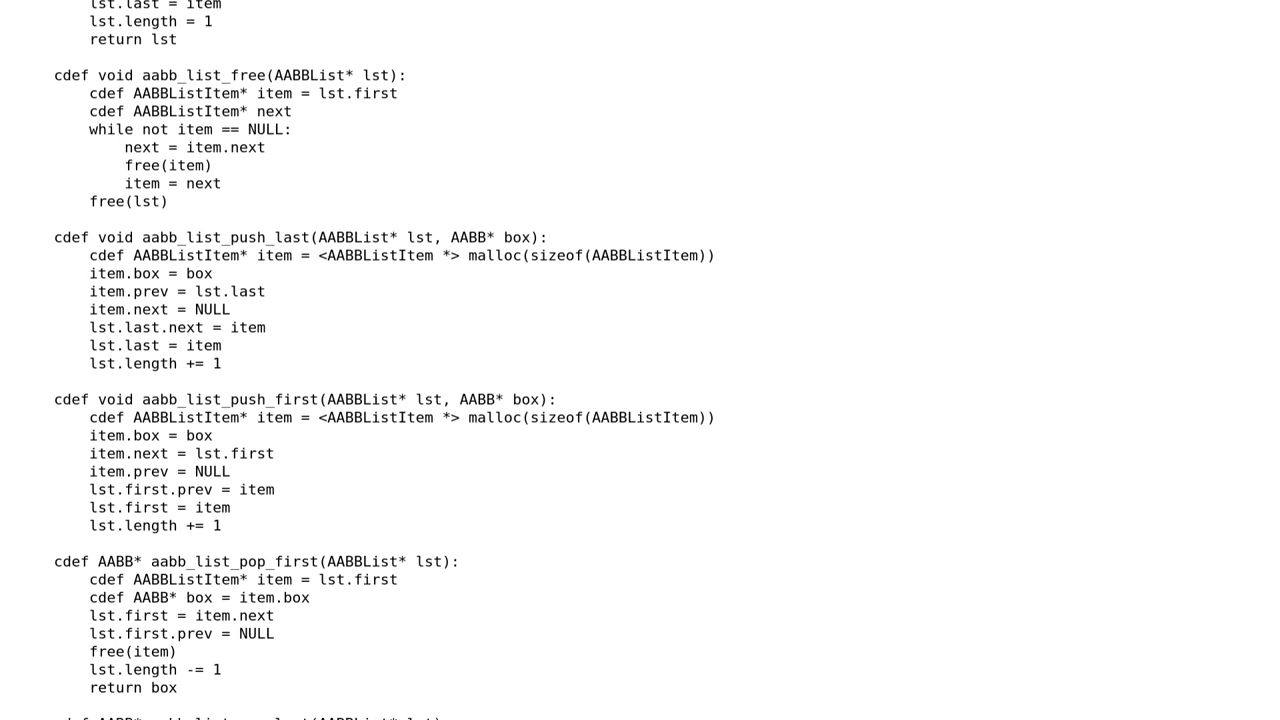 lst.last = item
lst.length = 1
return lst
cdef void aabb_list_free(AABBList* lst):
cdef AABBListItem* item = lst.first
cdef AABBListItem* next
while not item == NULL:
next = item.next
free(item)
item = next
free(lst)
cdef void aabb_list_push_last(AABBList* lst, AABB* box):
cdef AABBListItem* item = <AABBListItem *> malloc(sizeof(AABBListItem))
item.box = box
item.prev = lst.last
item.next = NULL
lst.last.next = item
lst.last = item
lst.length += 1
cdef void aabb_list_push_first(AABBList* lst, AABB* box):
cdef AABBListItem* item = <AABBListItem *> malloc(sizeof(AABBListItem))
item.box = box
item.next = lst.first
item.prev = NULL
lst.first.prev = item
lst.first = item
lst.length += 1
cdef AABB* aabb_list_pop_first(AABBList* lst):
cdef AABBListItem* item = lst.first
cdef AABB* box = item.box
lst.first = item.next
lst.first.prev = NULL
free(item)
lst.length -= 1
return box